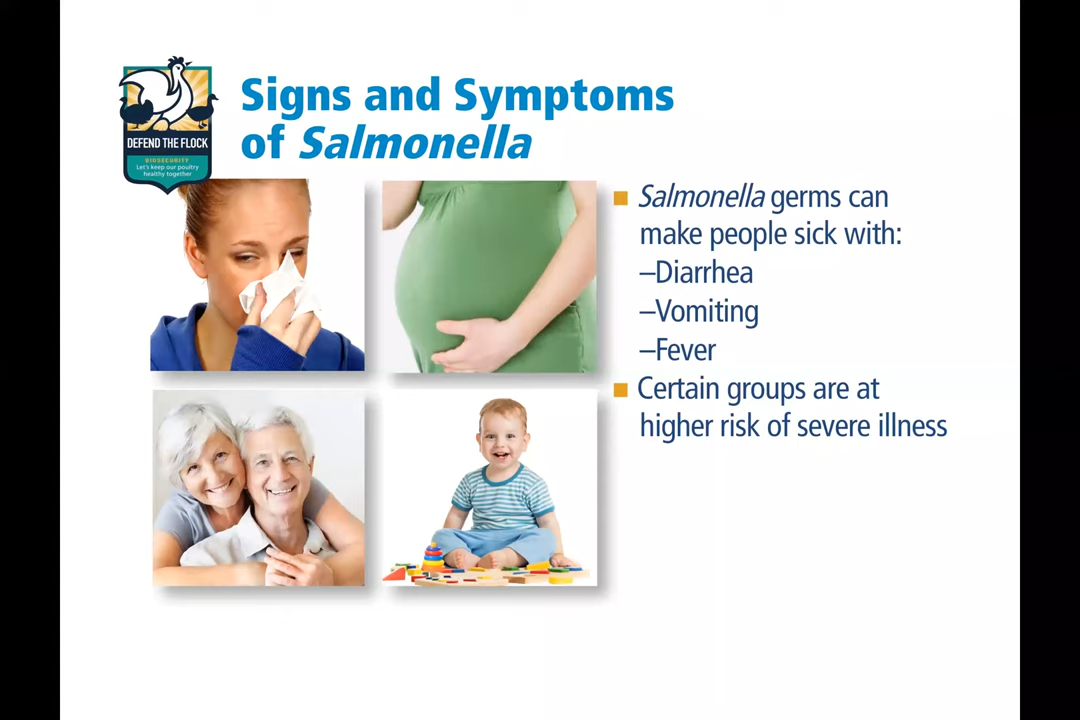 DEFEND THE FLOCK
BIOSECURITY
Let's keep our poultry
healthy together
Signs and Symptoms
of Salmonella
■ Salmonella germs can
make people sick with:
–Diarrhea
–Vomiting
–Fever
■ Certain groups are at
higher risk of severe illness